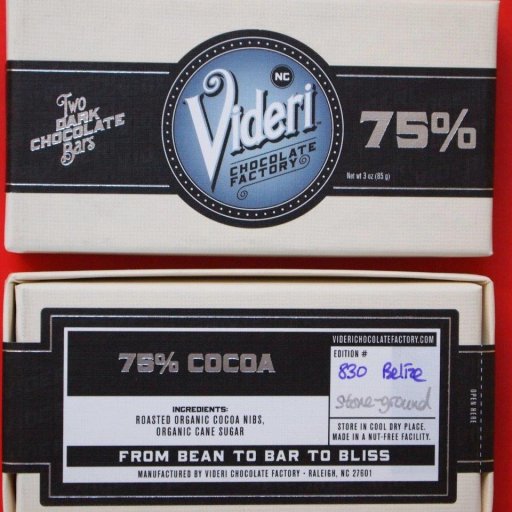 Two
DARK
CHOCOLATE
Bars
NC
Videri
CHOCOLATE
FACTORY
75%
Net wt 3 oz (85 g)
VIDERICHOCOLATEFACTORY.COM
75% COCOA
EDITION #
830 Belize
stone-ground
INGREDIENTS:
ROASTED ORGANIC COCOA NIBS,
ORGANIC CANE SUGAR
STORE IN COOL DRY PLACE.
MADE IN A NUT-FREE FACILITY.
OPEN HERE
FROM BEAN TO BAR TO BLISS
MANUFACTURED BY VIDERI CHOCOLATE FACTORY • RALEIGH, NC 27601